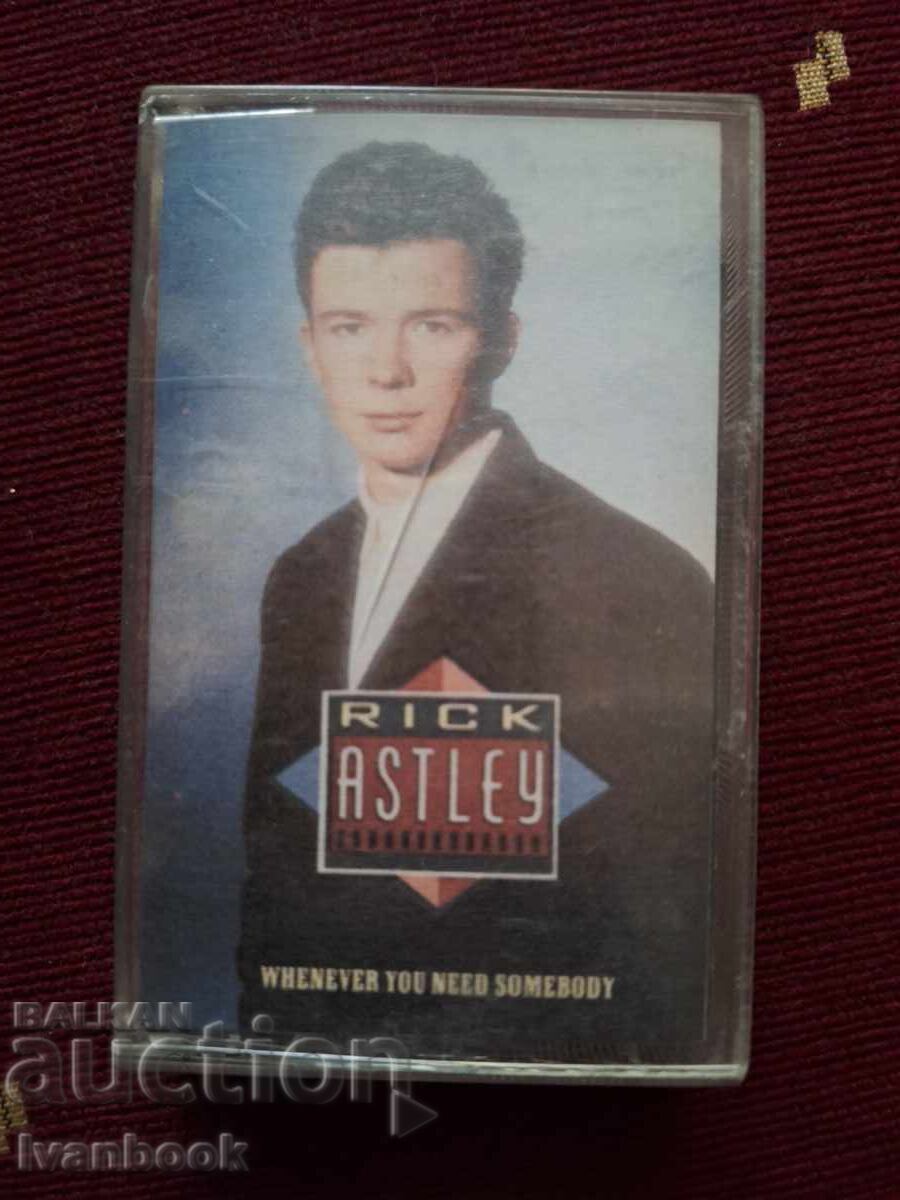 RICK
ASTLEY
WHENEVER YOU NEED SOMEBODY
BALKAN
auction
Ivanbook